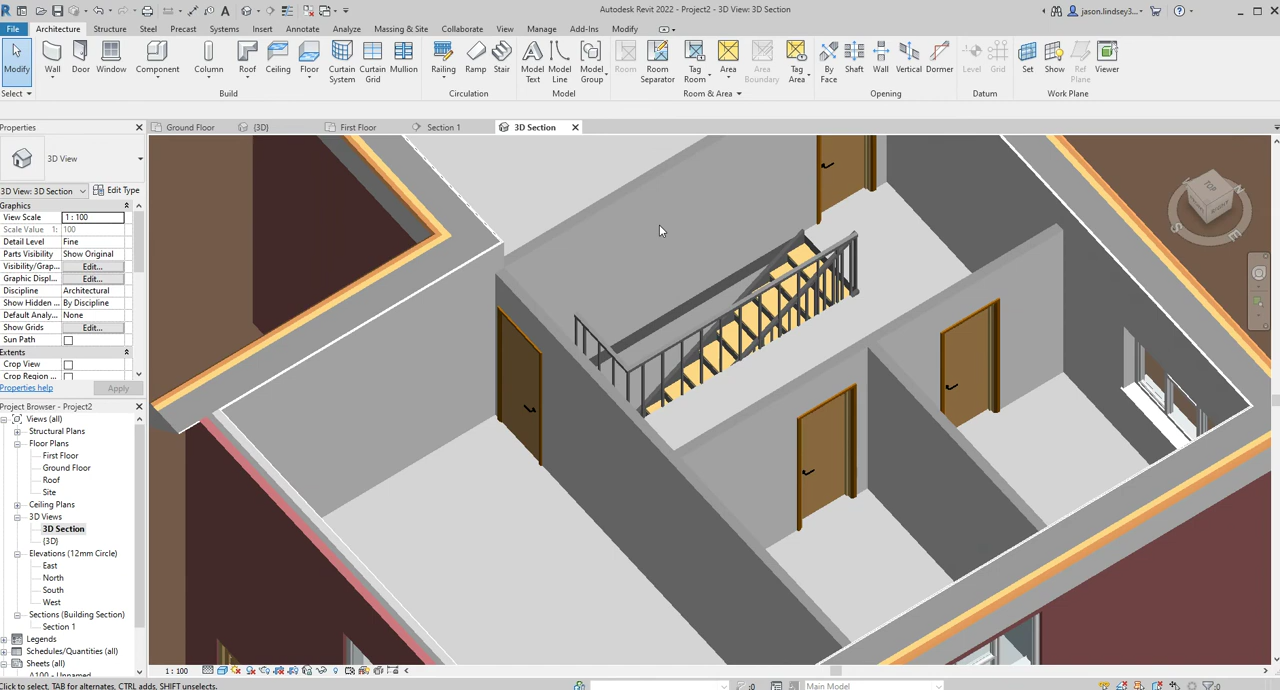 Autodesk Revit 2022 - Project2 - 3D View: 3D Section
jason.lindsey3...
File Architecture Structure Steel Precast Systems Insert Annotate Analyze Massing & Site Collaborate View Manage Add-Ins Modify
Modify Wall Door Window Component Column Roof Ceiling Floor Curtain System Curtain Grid Mullion Railing Ramp Stair Model Text Model Line Model Group Room Room Separator Tag Room Area Area Boundary Tag Area By Face Shaft Wall Vertical Dormer Level Grid Set Show Ref Plane Viewer
Select Build Circulation Model Room & Area Opening Datum Work Plane
Properties
Ground Floor {3D} First Floor Section 1 3D Section
3D View
3D View: 3D Section Edit Type
Graphics
View Scale 1 : 100
Scale Value 1: 100
Detail Level Fine
Parts Visibility Show Original
Visibility/Grap... Edit...
Graphic Displ... Edit...
Discipline Architectural
Show Hidden ... By Discipline
Default Analy... None
Show Grids Edit...
Sun Path
Extents
Crop View
Crop Region ...
Properties help Apply
Project Browser - Project2
Views (all)
Structural Plans
Floor Plans
First Floor
Ground Floor
Roof
Site
Ceiling Plans
3D Views
3D Section
{3D}
Elevations (12mm Circle)
East
North
South
West
Sections (Building Section)
Section 1
Legends
Schedules/Quantities (all)
Sheets (all)
A100 - Unnamed
TOP
N
S
1 : 100
Click to select, TAB for alternates, CTRL adds, SHIFT unselects.
:0 Main Model :0